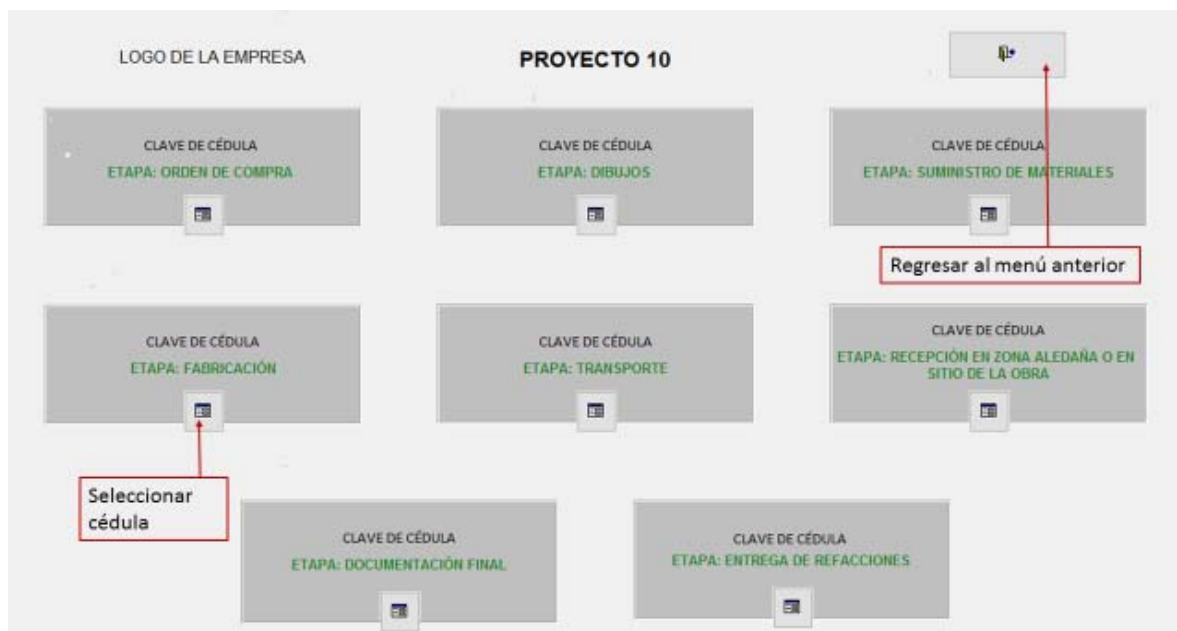 LOGO DE LA EMPRESA
PROYECTO 10
CLAVE DE CÉDULA
ETAPA: ORDEN DE COMPRA
CLAVE DE CÉDULA
ETAPA: DIBUJOS
CLAVE DE CÉDULA
ETAPA: SUMINISTRO DE MATERIALES
Regresar al menú anterior
CLAVE DE CÉDULA
ETAPA: FABRICACIÓN
CLAVE DE CÉDULA
ETAPA: TRANSPORTE
CLAVE DE CÉDULA
ETAPA: RECEPCIÓN EN ZONA ALEDAÑA O EN
SITIO DE LA OBRA
Seleccionar
cédula
CLAVE DE CÉDULA
ETAPA: DOCUMENTACIÓN FINAL
CLAVE DE CÉDULA
ETAPA: ENTREGA DE REFACCIONES